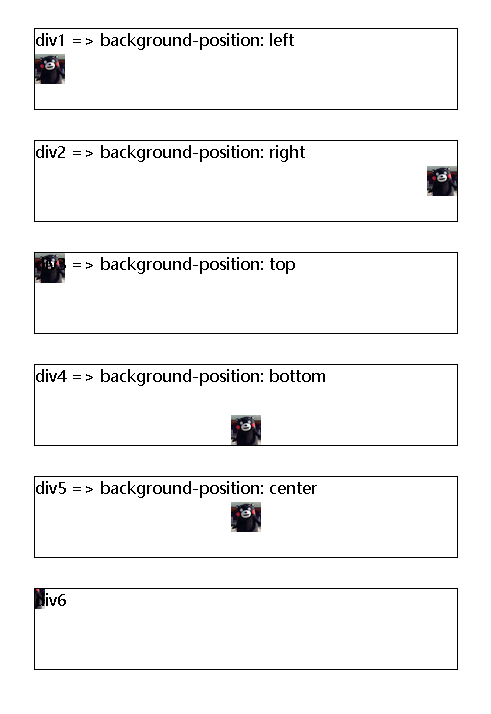 div1 => background-position: left
div2 => background-position: right
=> background-position: top
div4 => background-position: bottom
div5 => background-position: center
div6